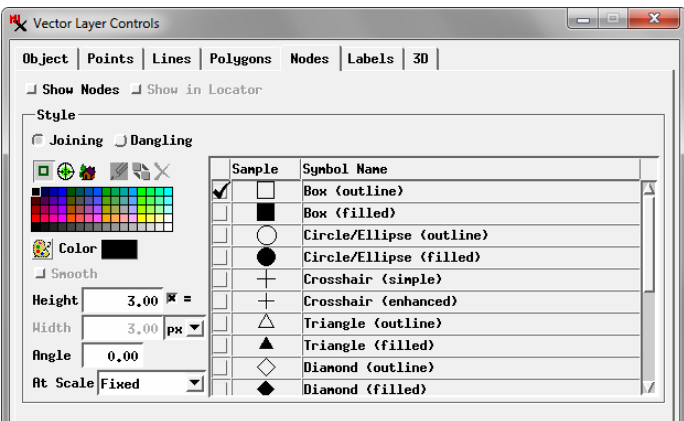 Vector Layer Controls
Object Points Lines Polygons Nodes Labels 3D
Show Nodes Show in Locator
Style
Joining Dangling
Sample Symbol Name
Box (outline)
Box (filled)
Circle/Ellipse (outline)
Circle/Ellipse (filled)
Crosshair (simple)
Crosshair (enhanced)
Triangle (outline)
Triangle (filled)
Diamond (outline)
Diamond (filled)
Color
Smooth
Height 3.00 =
Width 3.00 px
Angle 0.00
At Scale Fixed